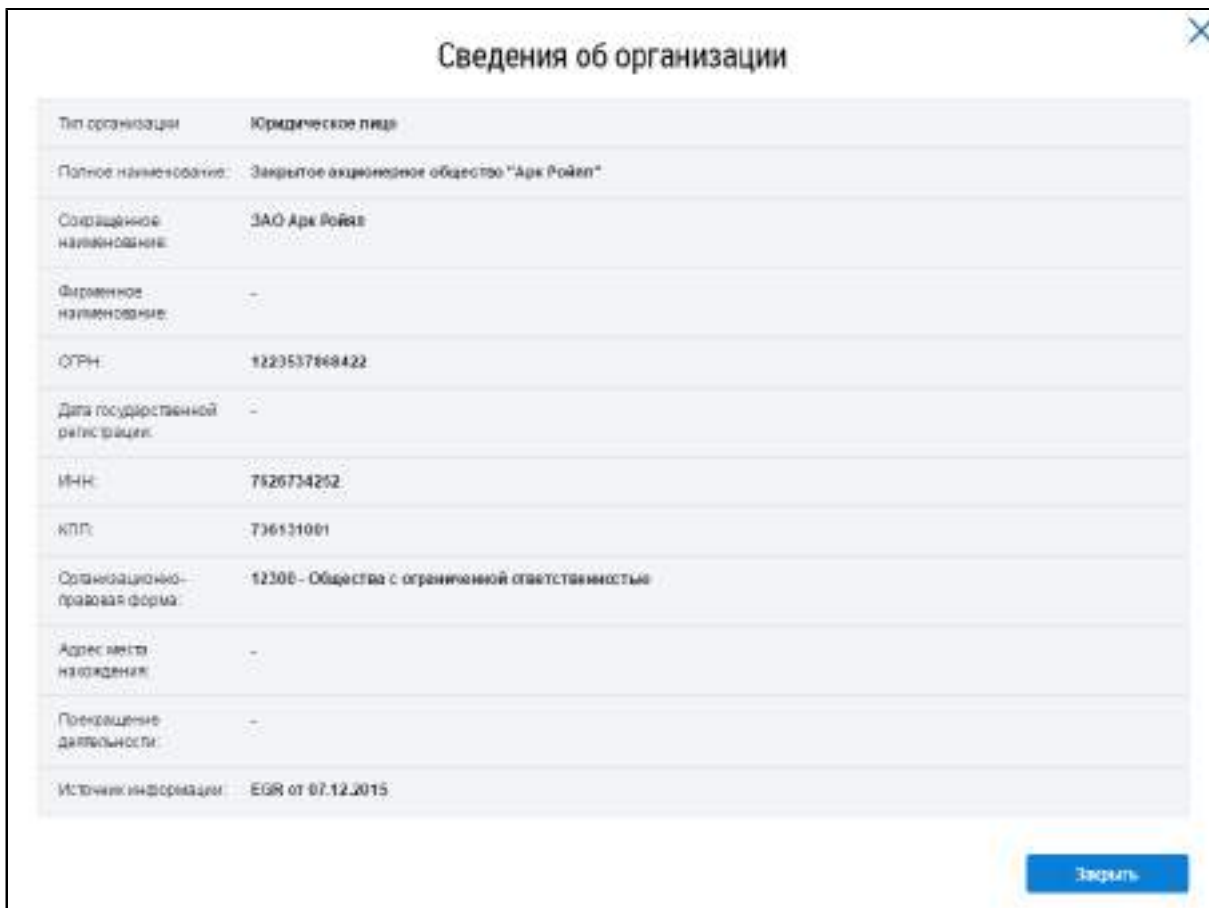 Сведения об организации
Тип организации Юридическое лицо
Полное наименование: Закрытое акционерное общество "Арк Ройял"
Сокращенное ЗАО Арк Ройял
наименование:
Фирменное -
наименование:
ОГРН: 1223537868422
Дата государственной -
регистрации:
ИНН: 7626734252
КПП: 736131001
Организационно- 12300 - Общества с ограниченной ответственностью
правовая форма:
Адрес места -
нахождения:
Прекращение -
деятельности:
Источник информации: EGR от 07.12.2015
Закрыть